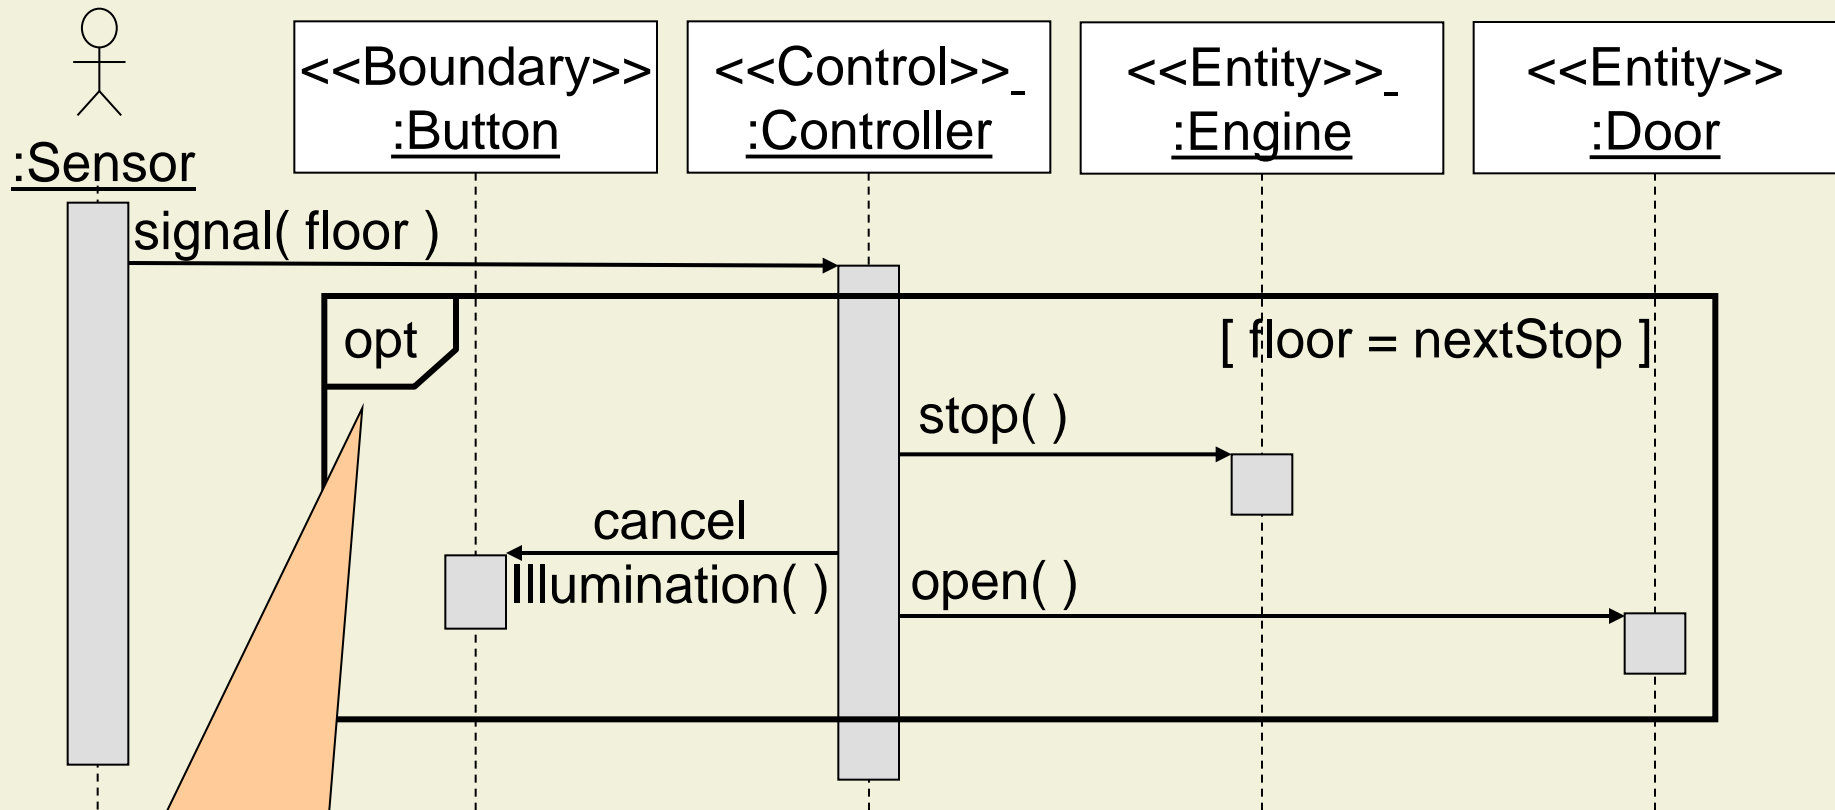 <<Boundary>>
:Button
<<Control>>
:Controller
<<Entity>>
:Engine
<<Entity>>
:Door
:Sensor
signal( floor )
opt
[ floor = nextStop ]
stop( )
cancel
Illumination( )
open( )